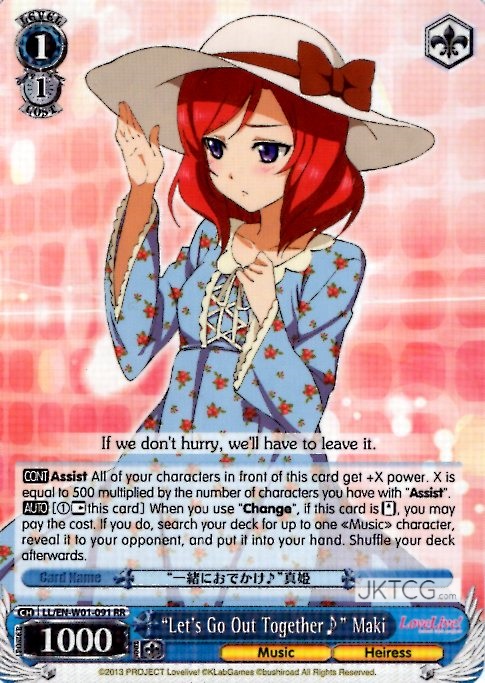 LEVEL
1
1
COST
If we don't hurry, we'll have to leave it.
CONT Assist All of your characters in front of this card get +X power. X is
equal to 500 multiplied by the number of characters you have with "Assist".
AUTO [① this card] When you use "Change", if this card is [ ], you may
pay the cost. If you do, search your deck for up to one «Music» character,
reveal it to your opponent, and put it into your hand. Shuffle your deck
afterwards.
Card Name
"一緒におでかけ♪"真姫
JKTCG.com
CH LL/EN-W01-091 RR
POWER
1000
"Let's Go Out Together♪" Maki
LoveLive!
Music
Heiress
©2013 PROJECT Lovelive! ©KLabGames ©bushiroad All Rights Reserved.